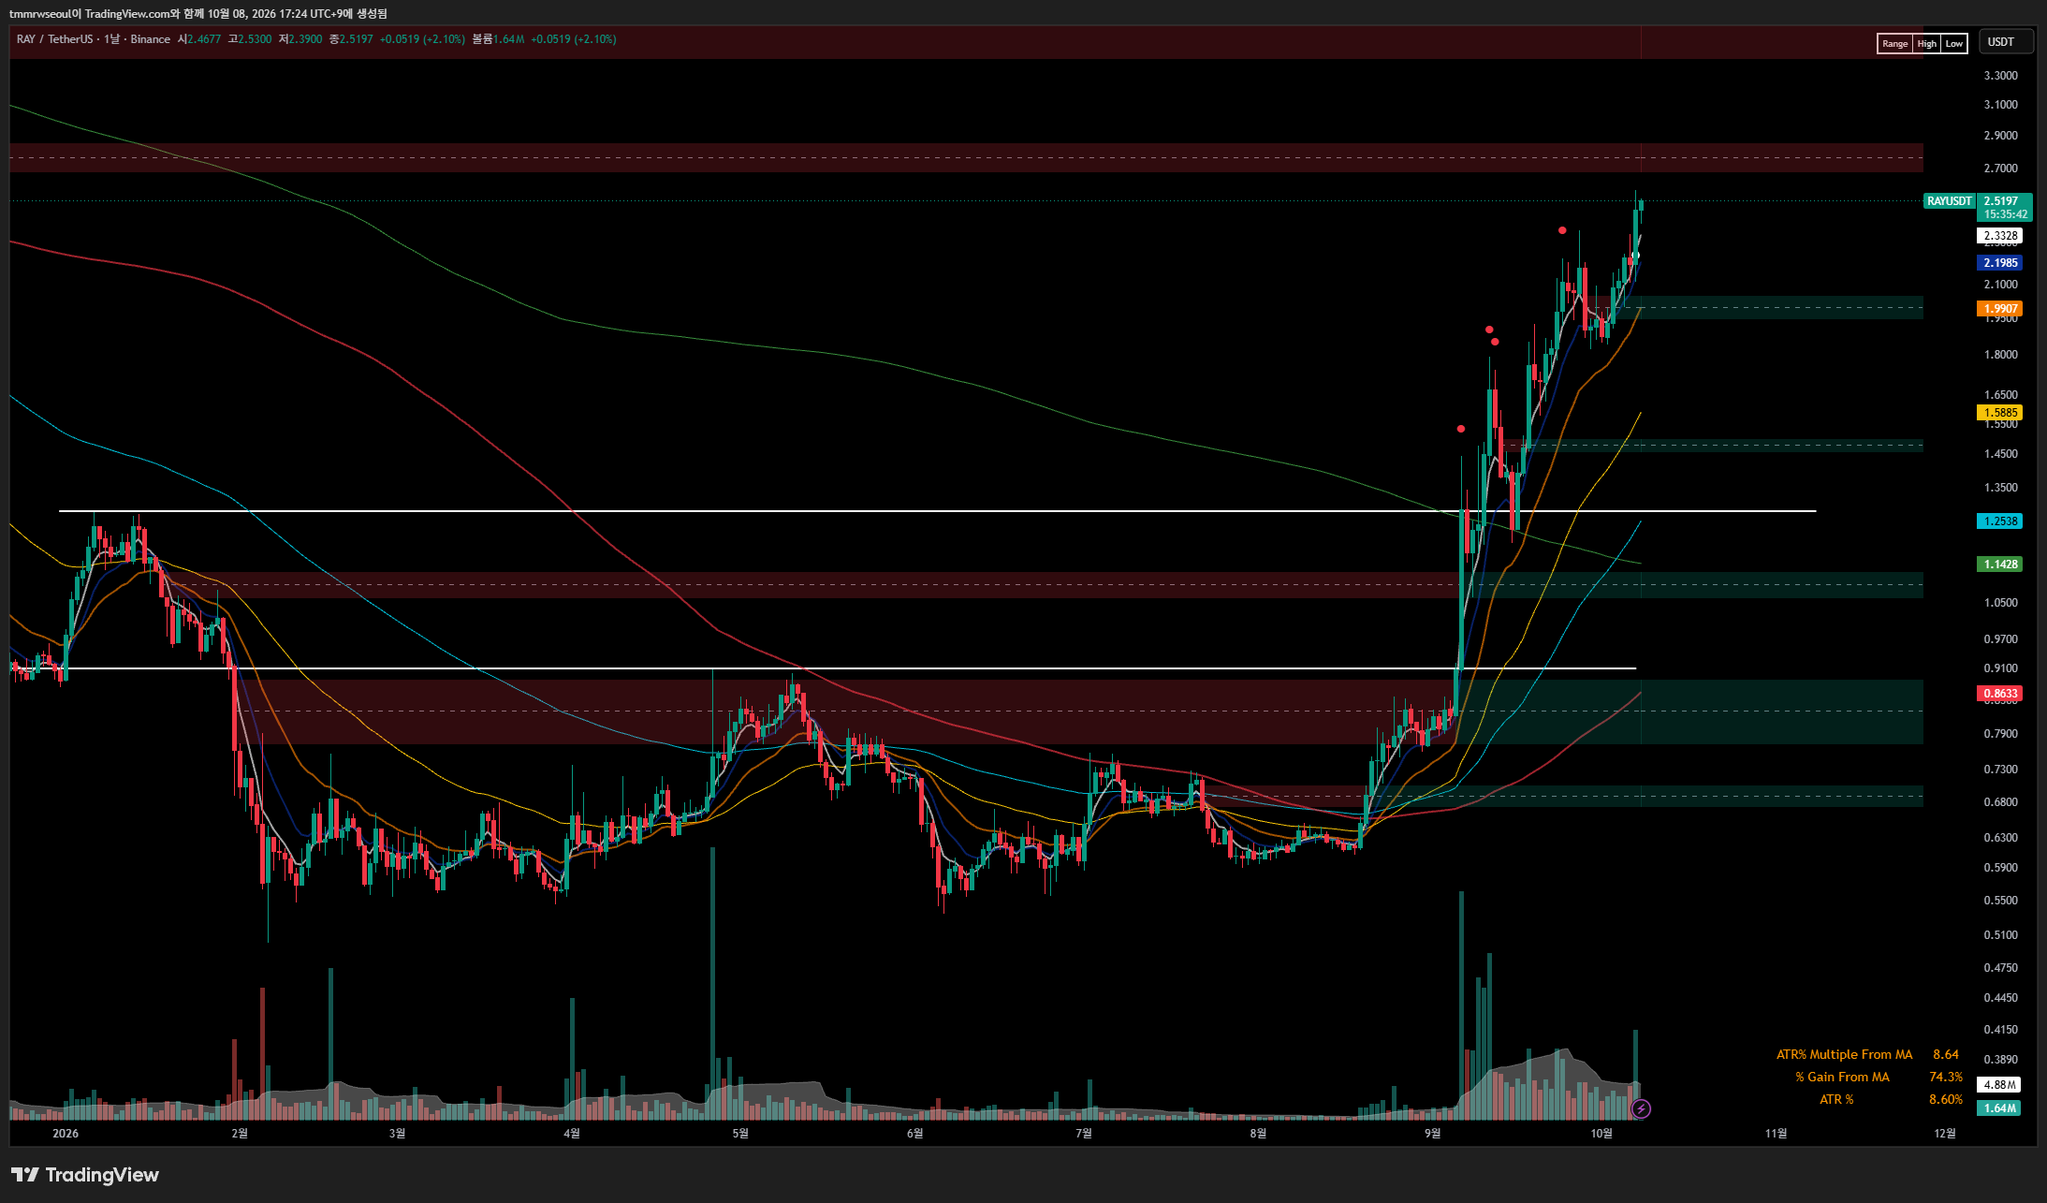 tmmrwseoul이 TradingView.com와 함께 10월 08, 2026 17:24 UTC+9에 생성됨
RAY / TetherUS · 1날 · Binance 시2.4677 고2.5300 저2.3900 종2.5197 +0.0519 (+2.10%) 볼륨1.64M +0.0519 (+2.10%)
Range High Low
USDT
3.3000
3.1000
2.9000
2.7000
RAYUSDT 2.5197
15:35:42
2.3328
2.1985
2.1000
1.9907
1.8000
1.6500
1.5885
1.5500
1.4500
1.3500
1.2538
1.1428
1.0500
0.9700
0.9100
0.8633
0.7900
0.7300
0.6800
0.6300
0.5900
0.5500
0.5100
0.4750
0.4450
0.4150
ATR% Multiple From MA 8.64
0.3890
% Gain From MA 74.3%
4.88M
ATR % 8.60%
1.64M
2026 2월 3월 4월 5월 6월 7월 8월 9월 10월 11월 12월
TradingView